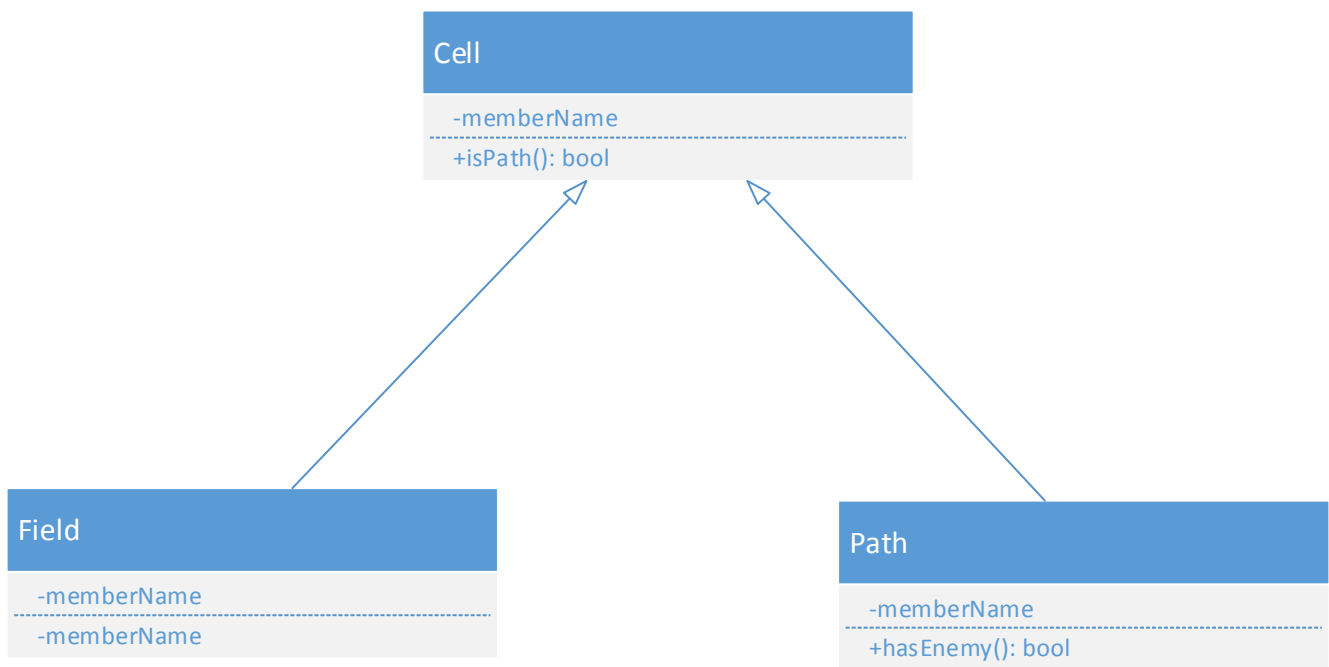 Cell
-memberName
+isPath(): bool
Field
-memberName
-memberName
Path
-memberName
+hasEnemy(): bool